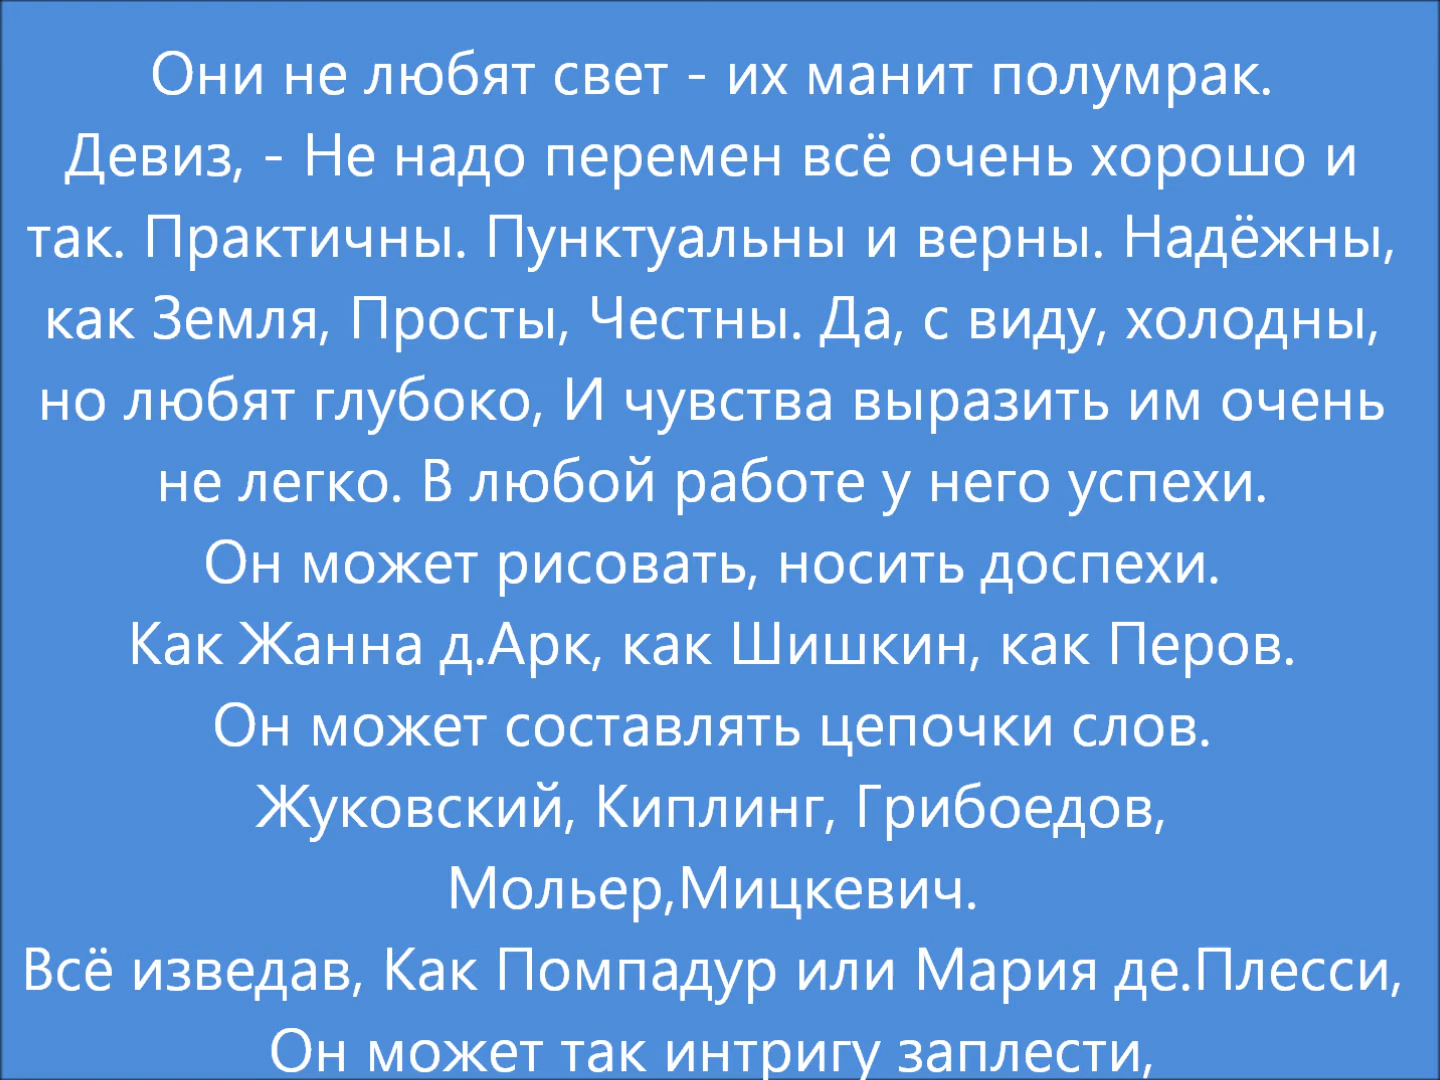 Они не любят свет - их манит полумрак.
Девиз, - Не надо перемен всё очень хорошо и
так. Практичны. Пунктуальны и верны. Надёжны,
как Земля, Просты, Честны. Да, с виду, холодны,
но любят глубоко, И чувства выразить им очень
не легко. В любой работе у него успехи.
Он может рисовать, носить доспехи.
Как Жанна д.Арк, как Шишкин, как Перов.
Он может составлять цепочки слов.
Жуковский, Киплинг, Грибоедов,
Мольер,Мицкевич.
Всё изведав, Как Помпадур или Мария де.Плесси,
Он может так интригу заплести,